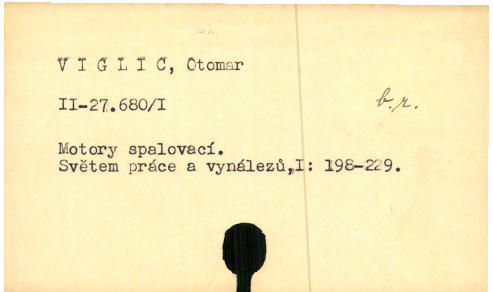 V I G L I C, Otomar
II-27.680/I
b.r.
Motory spalovací.
Světem práce a vynálezů,I: 198-229.